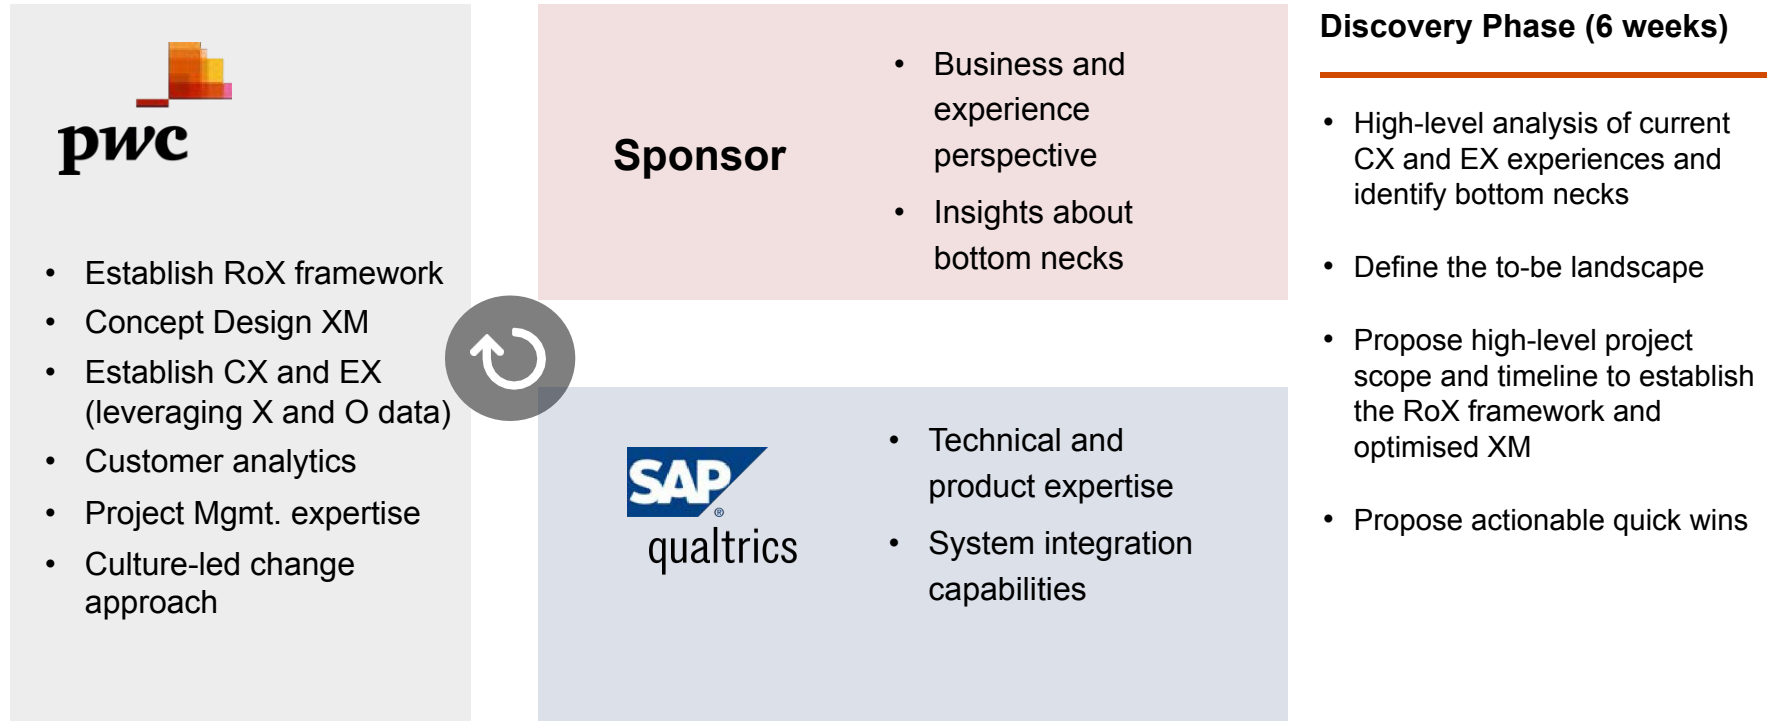 pwc
• Establish RoX framework
• Concept Design XM
• Establish CX and EX
(leveraging X and O data)
• Customer analytics
• Project Mgmt. expertise
• Culture-led change
approach
Sponsor
• Business and
experience
perspective
• Insights about
bottom necks
SAP
®
qualtrics
• Technical and
product expertise
• System integration
capabilities
Discovery Phase (6 weeks)
• High-level analysis of current
CX and EX experiences and
identify bottom necks
• Define the to-be landscape
• Propose high-level project
scope and timeline to establish
the RoX framework and
optimised XM
• Propose actionable quick wins